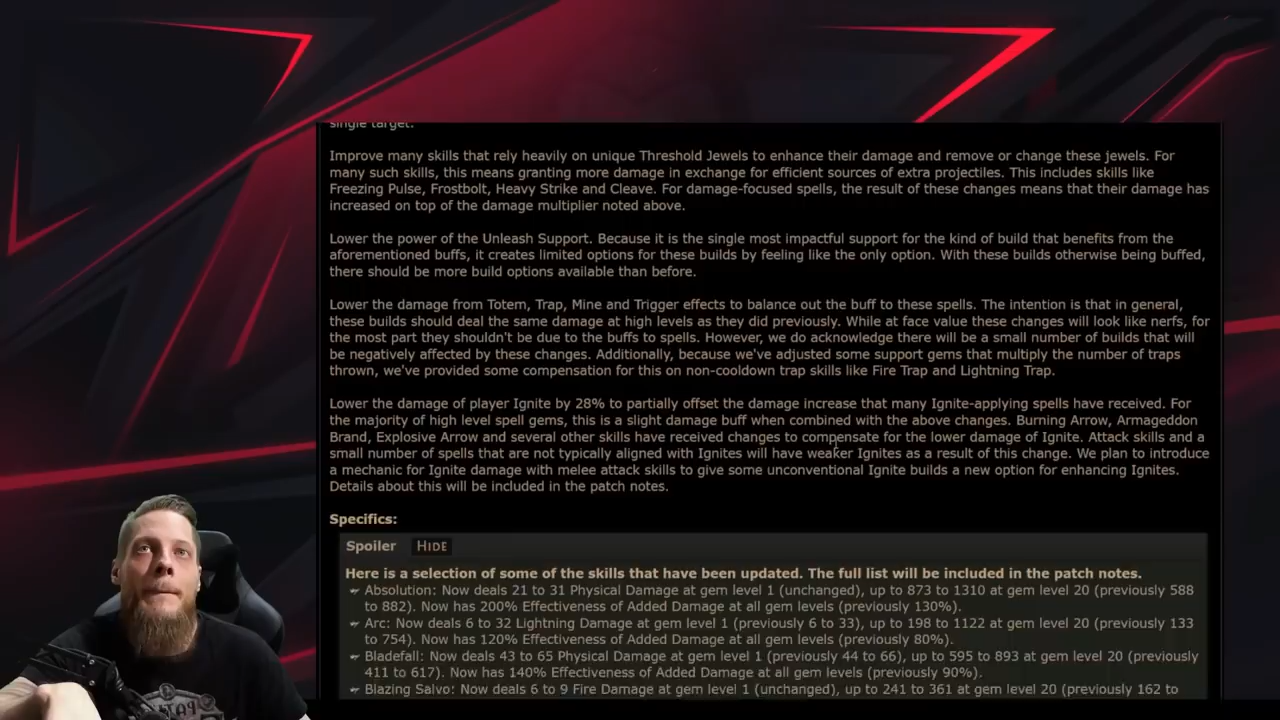 single target.
Improve many skills that rely heavily on unique Threshold Jewels to enhance their damage and remove or change these jewels. For
many such skills, this means granting more damage in exchange for efficient sources of extra projectiles. This includes skills like
Freezing Pulse, Frostbolt, Heavy Strike and Cleave. For damage-focused spells, the result of these changes means that their damage has
increased on top of the damage multiplier noted above.
Lower the power of the Unleash Support. Because it is the single most impactful support for the kind of build that benefits from the
aforementioned buffs, it creates limited options for these builds by feeling like the only option. With these builds otherwise being buffed,
there should be more build options available than before.
Lower the damage from Totem, Trap, Mine and Trigger effects to balance out the buff to these spells. The intention is that in general,
these builds should deal the same damage at high levels as they did previously. While at face value these changes will look like nerfs, for
the most part they shouldn't be due to the buffs to spells. However, we do acknowledge there will be a small number of builds that will
be negatively affected by these changes. Additionally, because we've adjusted some support gems that multiply the number of traps
thrown, we've provided some compensation for this on non-cooldown trap skills like Fire Trap and Lightning Trap.
Lower the damage of player Ignite by 28% to partially offset the damage increase that many Ignite-applying spells have received. For
the majority of high level spell gems, this is a slight damage buff when combined with the above changes. Burning Arrow, Armageddon
Brand, Explosive Arrow and several other skills have received changes to compensate for the lower damage of Ignite. Attack skills and a
small number of spells that are not typically aligned with Ignites will have weaker Ignites as a result of this change. We plan to introduce
a mechanic for Ignite damage with melee attack skills to give some unconventional Ignite builds a new option for enhancing Ignites.
Details about this will be included in the patch notes.
Specifics:
Spoiler HIDE
Here is a selection of some of the skills that have been updated. The full list will be included in the patch notes.
Absolution: Now deals 21 to 31 Physical Damage at gem level 1 (unchanged), up to 873 to 1310 at gem level 20 (previously 588
to 882). Now has 200% Effectiveness of Added Damage at all gem levels (previously 130%).
Arc: Now deals 6 to 32 Lightning Damage at gem level 1 (previously 6 to 33), up to 198 to 1122 at gem level 20 (previously 133
to 754). Now has 120% Effectiveness of Added Damage at all gem levels (previously 80%).
Bladefall: Now deals 43 to 65 Physical Damage at gem level 1 (previously 44 to 66), up to 595 to 893 at gem level 20 (previously
411 to 617). Now has 140% Effectiveness of Added Damage at all gem levels (previously 90%).
Blazing Salvo: Now deals 6 to 9 Fire Damage at gem level 1 (unchanged), up to 241 to 361 at gem level 20 (previously 162 to